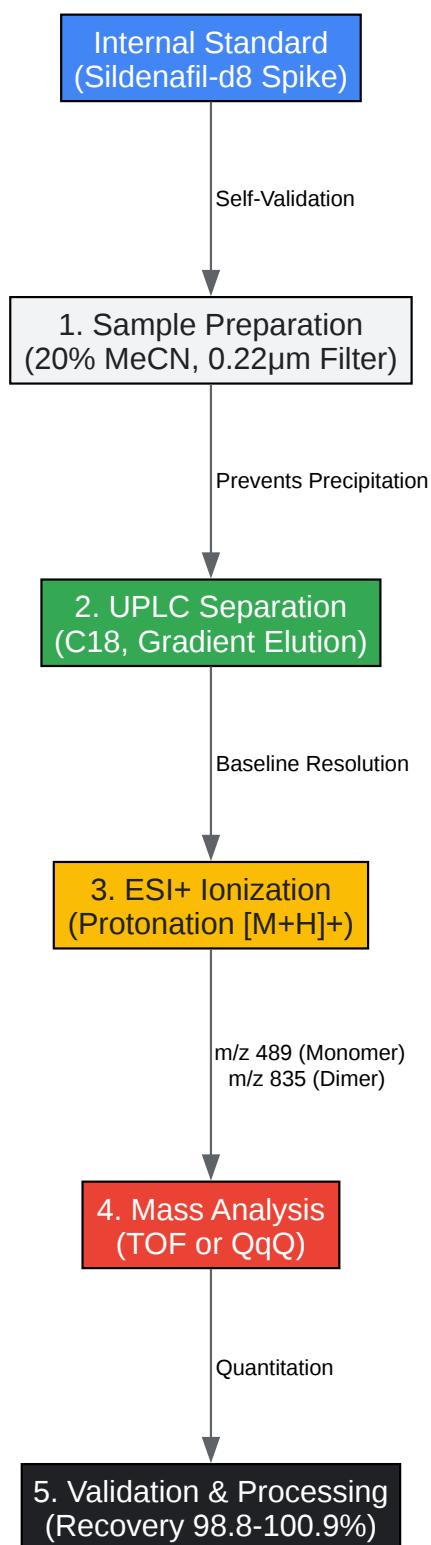 Internal Standard
(Sildenafil-d8 Spike)
Self-Validation
1. Sample Preparation
(20% MeCN, 0.22μm Filter)
Prevents Precipitation
2. UPLC Separation
(C18, Gradient Elution)
Baseline Resolution
3. ESI+ Ionization
(Protonation [M+H]+)
m/z 489 (Monomer)
m/z 835 (Dimer)
4. Mass Analysis
(TOF or QqQ)
Quantitation
5. Validation & Processing
(Recovery 98.8-100.9%)